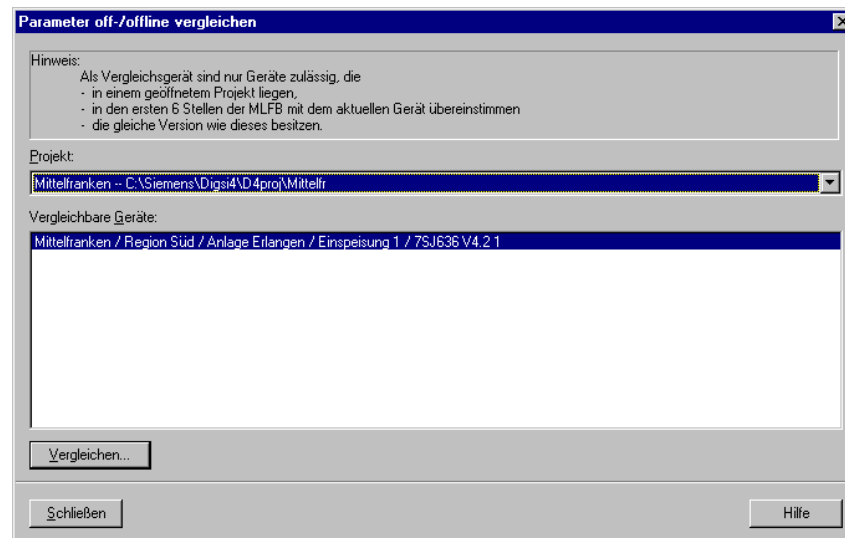 Parameter off-/offline vergleichen
Hinweis:
Als Vergleichsgerät sind nur Geräte zulässig, die
- in einem geöffnetem Projekt liegen,
- in den ersten 6 Stellen der MLFB mit dem aktuellen Gerät übereinstimmen
- die gleiche Version wie dieses besitzen.
Projekt:
Mittelfranken -- C:\Siemens\Digsi4\D4proj\Mittelfr
Vergleichbare Geräte:
Mittelfranken / Region Süd / Anlage Erlangen / Einspeisung 1 / 7SJ636 V4.2 1
Vergleichen...
Schließen
Hilfe